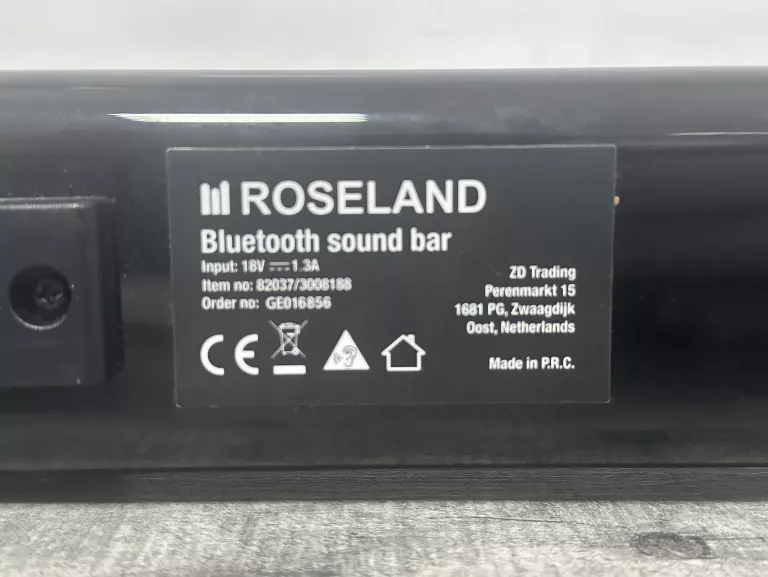 ROSELAND
Bluetooth sound bar
Input: 18V ⎓ 1.3A
Item no: 82037/3008188
Order no: GE016856
ZD Trading
Perenmarkt 15
1681 PG, Zwaagdijk
Oost, Netherlands
CE
Made in P.R.C.